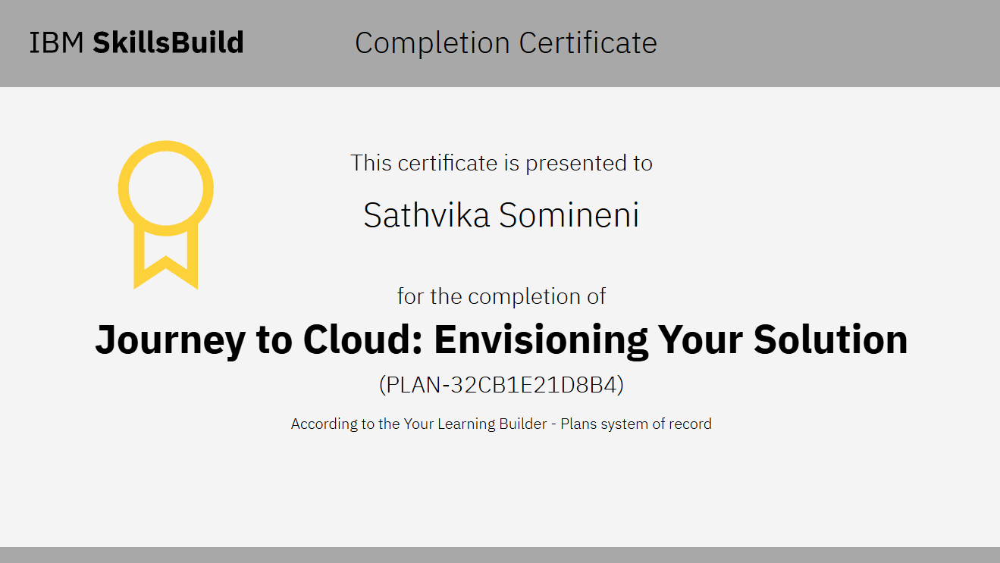 IBM SkillsBuild
Completion Certificate
This certificate is presented to
Sathvika Somineni
for the completion of
Journey to Cloud: Envisioning Your Solution
(PLAN-32CB1E21D8B4)
According to the Your Learning Builder - Plans system of record